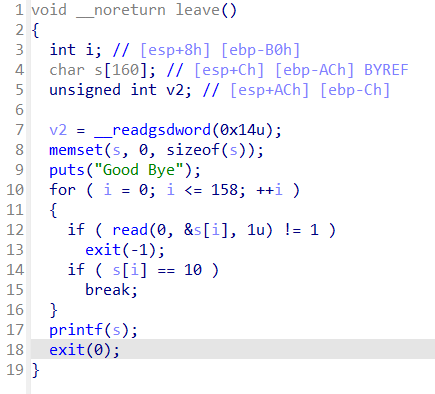 1 void __noreturn leave()
2 {
3   int i; // [esp+8h] [ebp-B0h]
4   char s[160]; // [esp+Ch] [ebp-ACh] BYREF
5   unsigned int v2; // [esp+ACh] [ebp-Ch]
6
7   v2 = __readgsdword(0x14u);
8   memset(s, 0, sizeof(s));
9   puts("Good Bye");
10   for ( i = 0; i <= 158; ++i )
11   {
12     if ( read(0, &s[i], 1u) != 1 )
13       exit(-1);
14     if ( s[i] == 10 )
15       break;
16   }
17   printf(s);
18   exit(0);
19 }